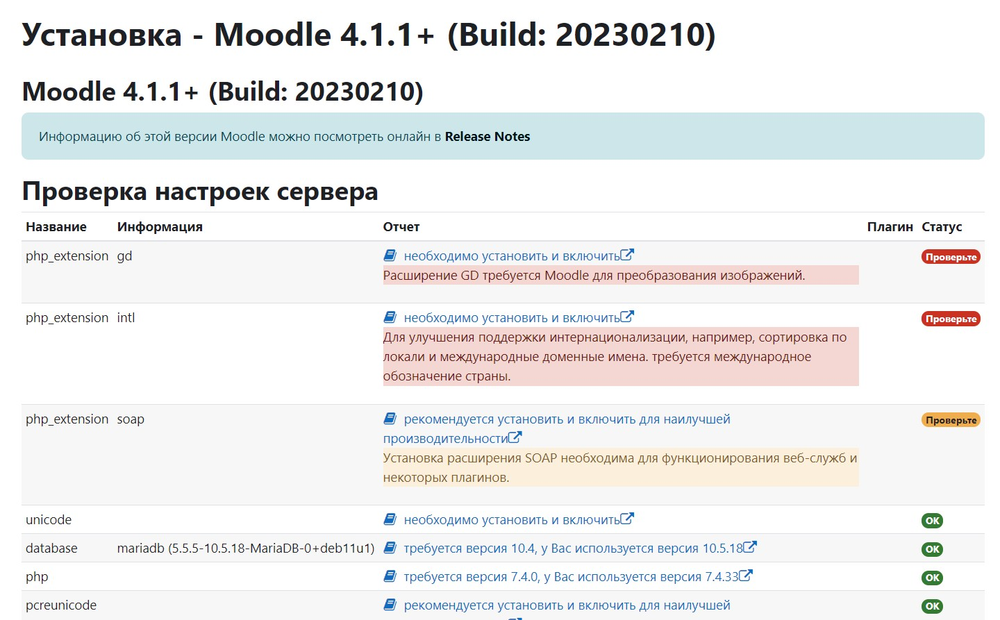 Установка - Moodle 4.1.1+ (Build: 20230210)
Moodle 4.1.1+ (Build: 20230210)
Информацию об этой версии Moodle можно посмотреть онлайн в Release Notes
Проверка настроек сервера
Название Информация Отчет Плагин Статус
php_extension gd необходимо установить и включить Проверьте
Расширение GD требуется Moodle для преобразования изображений.
php_extension intl необходимо установить и включить Проверьте
Для улучшения поддержки интернационализации, например, сортировка по
локали и международные доменные имена. требуется международное
обозначение страны.
php_extension soap рекомендуется установить и включить для наилучшей Проверьте
производительности
Установка расширения SOAP необходима для функционирования веб-служб и
некоторых плагинов.
unicode необходимо установить и включить OK
database mariadb (5.5.5-10.5.18-MariaDB-0+deb11u1) требуется версия 10.4, у Вас используется версия 10.5.18 OK
php требуется версия 7.4.0, у Вас используется версия 7.4.33 OK
pcreunicode рекомендуется установить и включить для наилучшей OK